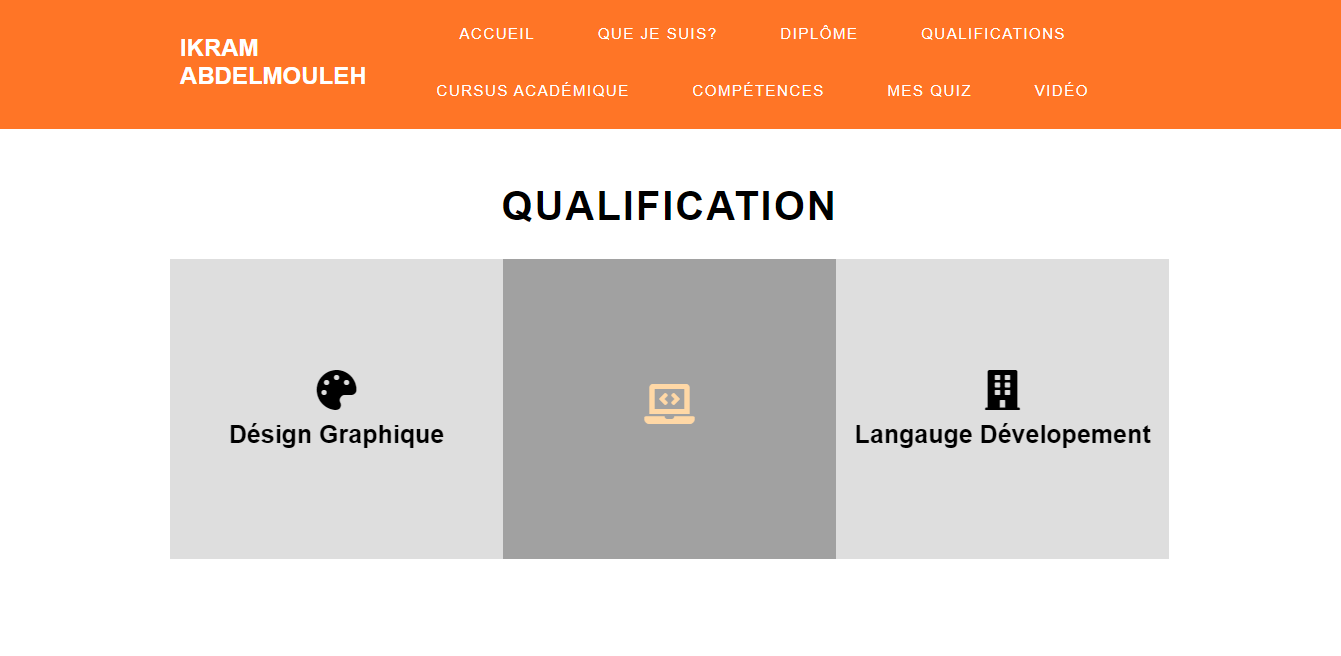 IKRAM
ABDELMOULEH
ACCUEIL QUE JE SUIS? DIPLÔME QUALIFICATIONS
CURSUS ACADÉMIQUE COMPÉTENCES MES QUIZ VIDÉO
QUALIFICATION
Désign Graphique
Langauge Dévelopement